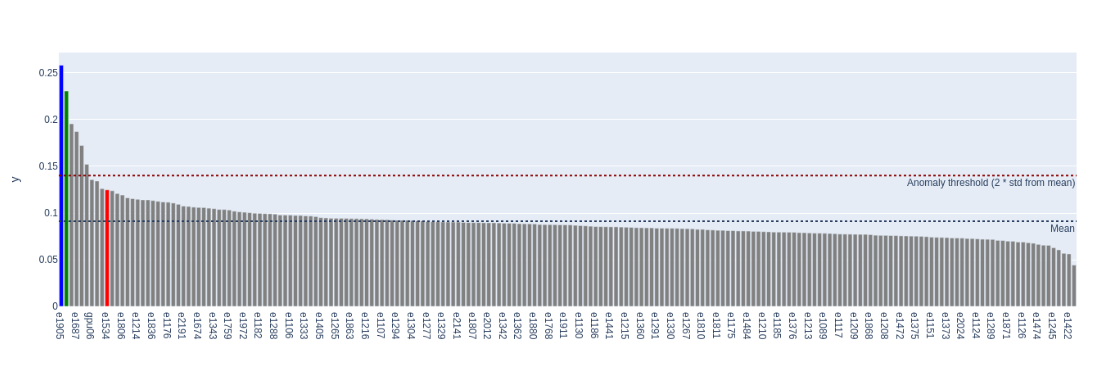 0.25
0.2
0.15
0.1
0.05
0
y
Anomaly threshold (2 * std from mean)
Mean
e1905
e1687
gpu06
e1534
e1806
e1214
e1836
e1176
e2191
e1674
e1343
e1759
e1972
e1182
e1288
e1106
e1333
e1405
e1265
e1863
e1216
e1107
e1294
e1304
e1277
e1329
e2141
e1807
e2012
e1342
e1362
e1880
e1768
e1911
e1130
e1186
e1441
e1215
e1360
e1291
e1330
e1267
e1810
e1811
e1175
e1484
e1210
e1185
e1376
e1213
e1089
e1117
e1209
e1868
e1208
e1472
e1375
e1151
e1373
e2024
e1124
e1289
e1871
e1126
e1474
e1245
e1422